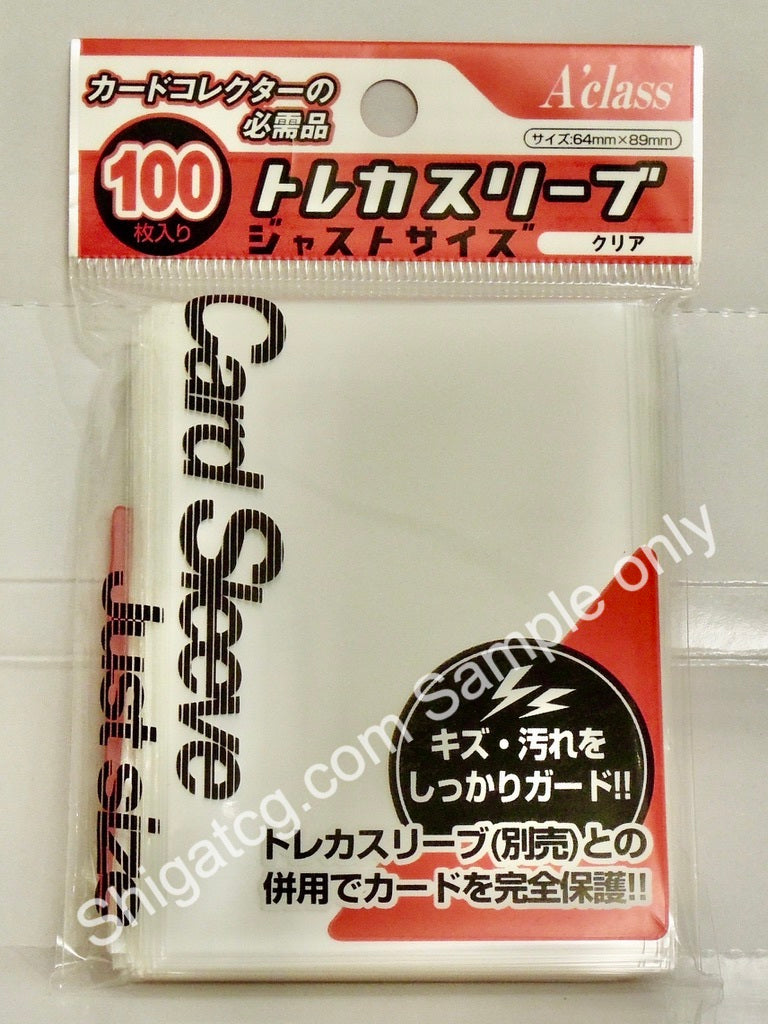 カードコレクターの
必需品
A'class
サイズ:64mm×89mm
100
枚入り
トレカスリーブ
ジャストサイズ
クリア
Card Sleeve
Just size
キズ・汚れを
しっかりガード!!
トレカスリーブ(別売)との
併用でカードを完全保護!!
Shigatcg.com Sample only